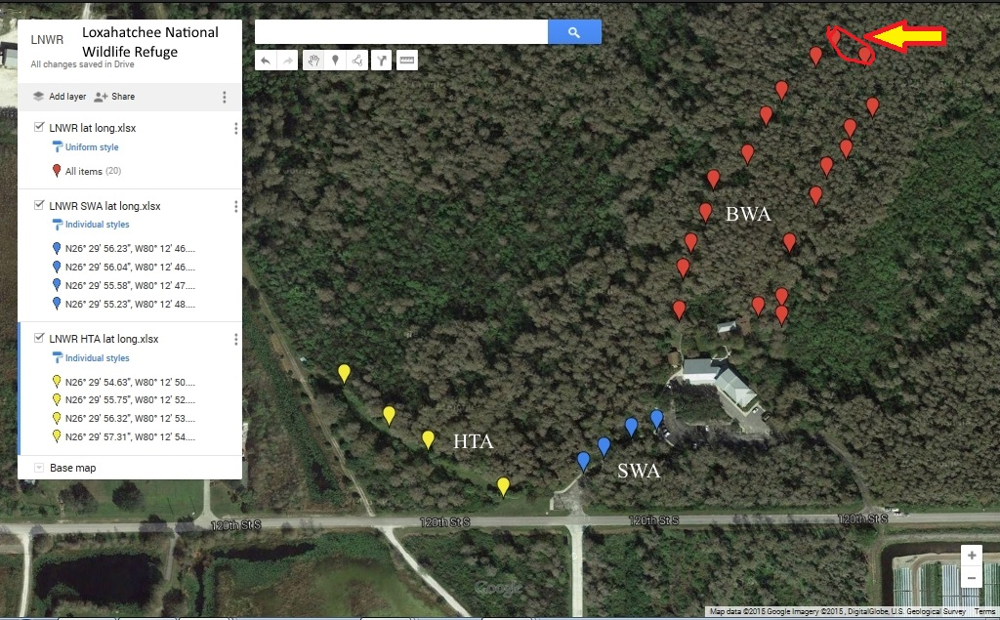 LNWR
Loxahatchee National
Wildlife Refuge
All changes saved in Drive
Add layer
Share
LNWR lat long.xlsx
Uniform style
All items (20)
LNWR SWA lat long.xlsx
Individual styles
N26° 29' 56.23", W80° 12' 46....
N26° 29' 56.04", W80° 12' 46....
N26° 29' 55.58", W80° 12' 47....
N26° 29' 55.23", W80° 12' 48....
LNWR HTA lat long.xlsx
Individual styles
N26° 29' 54.63", W80° 12' 50....
N26° 29' 55.75", W80° 12' 52....
N26° 29' 56.32", W80° 12' 53....
N26° 29' 57.31", W80° 12' 54....
Base map
BWA
HTA
SWA
120th St S
120th St S
120th St S
120th St S
Google
Map data ©2015 Google Imagery ©2015 , DigitalGlobe, U.S. Geological Survey
Terms